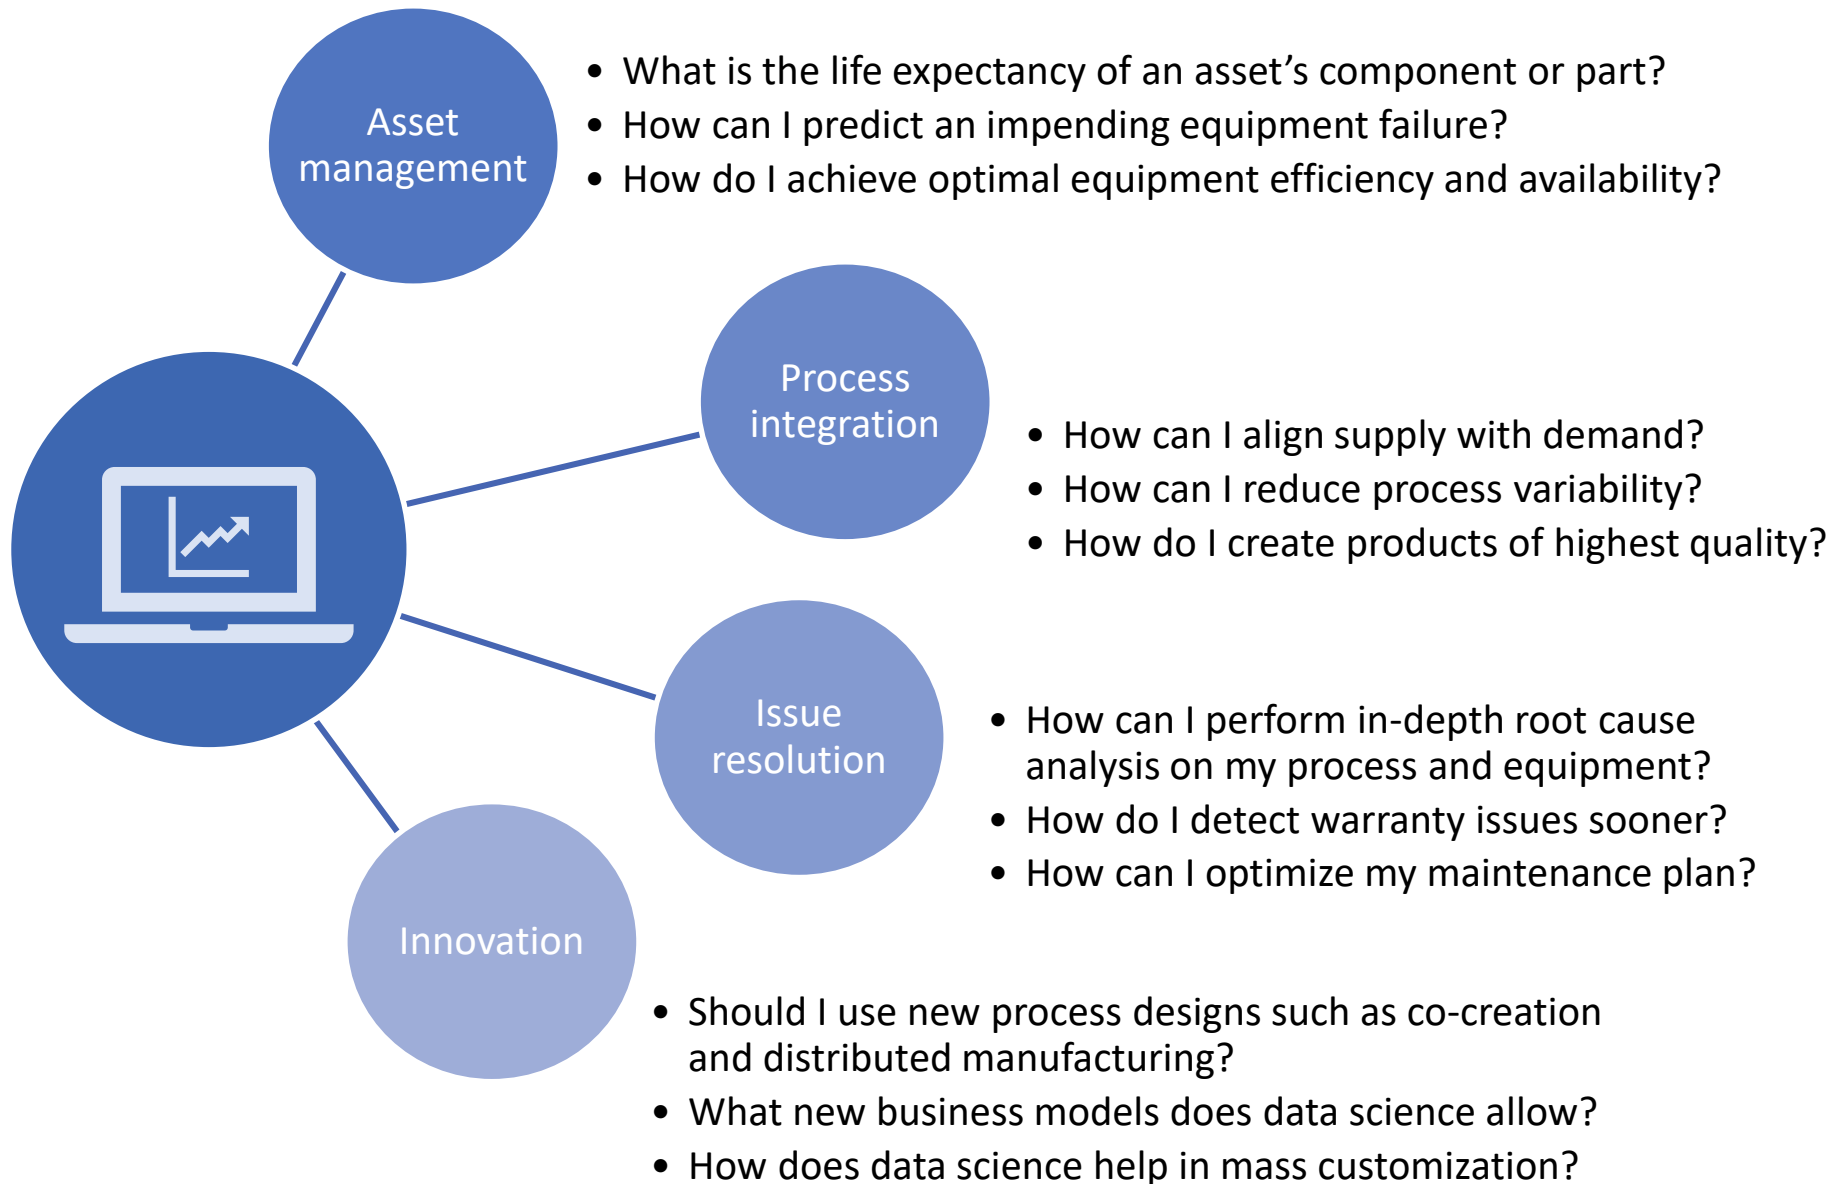 Asset
management
• What is the life expectancy of an asset’s component or part?
• How can I predict an impending equipment failure?
• How do I achieve optimal equipment efficiency and availability?
Process
integration
• How can I align supply with demand?
• How can I reduce process variability?
• How do I create products of highest quality?
Issue
resolution
• How can I perform in-depth root cause
analysis on my process and equipment?
• How do I detect warranty issues sooner?
• How can I optimize my maintenance plan?
Innovation
• Should I use new process designs such as co-creation
and distributed manufacturing?
• What new business models does data science allow?
• How does data science help in mass customization?